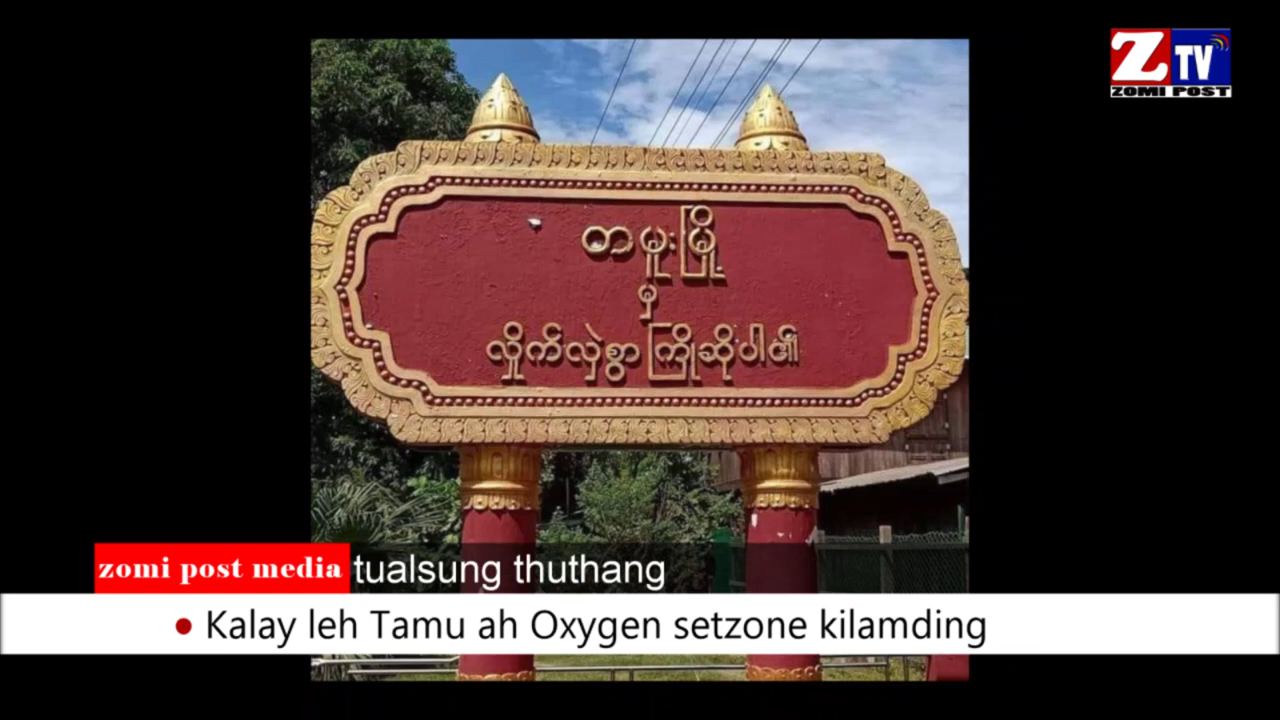 Z TV
ZOMI POST
တမူးမြို့
မှ
လှိုက်လှဲစွာကြိုဆိုပါ၏
zomi post media tualsung thuthang
• Kalay leh Tamu ah Oxygen setzone kilamding